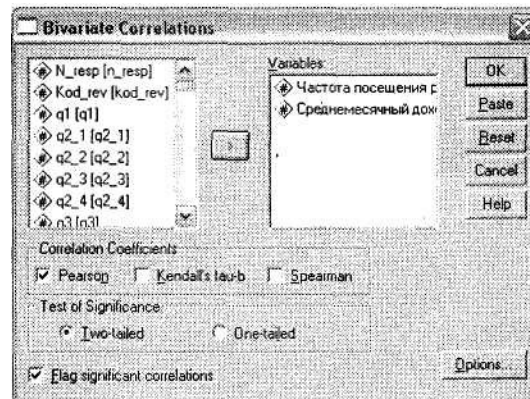 Bivariate Correlations
N_resp [n_resp]
Kod_rev [kod_rev]
q1 [q1]
q2_1 [q2_1]
q2_2 [q2_2]
q2_3 [q2_3]
q2_4 [q2_4]
q3 [q3]
Variables:
Частота посещения р
Среднемесячный дох
OK
Paste
Reset
Cancel
Help
Correlation Coefficients
Pearson
Kendall's tau-b
Spearman
Test of Significance
Two-tailed
One-tailed
Flag significant correlations
Options...